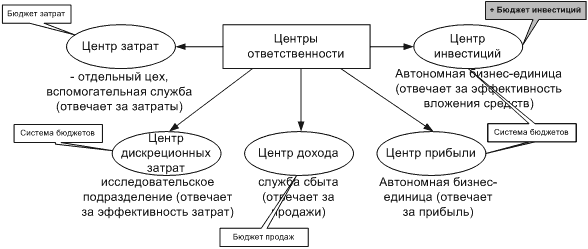 Бюджет затрат
+ Бюджет инвестиций
Центр затрат
Центры
ответственности
Центр
инвестиций
- отдельный цех,
вспомогательная служба
(отвечает за затраты)
Автономная бизнес-единица
(отвечает за эффективность
вложения средств)
Система бюджетов
Центр
дискреционных
затрат
Центр дохода
Центр прибыли
Система бюджетов
исследовательское
подразделение (отвечает
за эффективность затрат)
служба сбыта
(отвечает за
продажи)
Автономная бизнес-
единица (отвечает
за прибыль)
Бюджет продаж